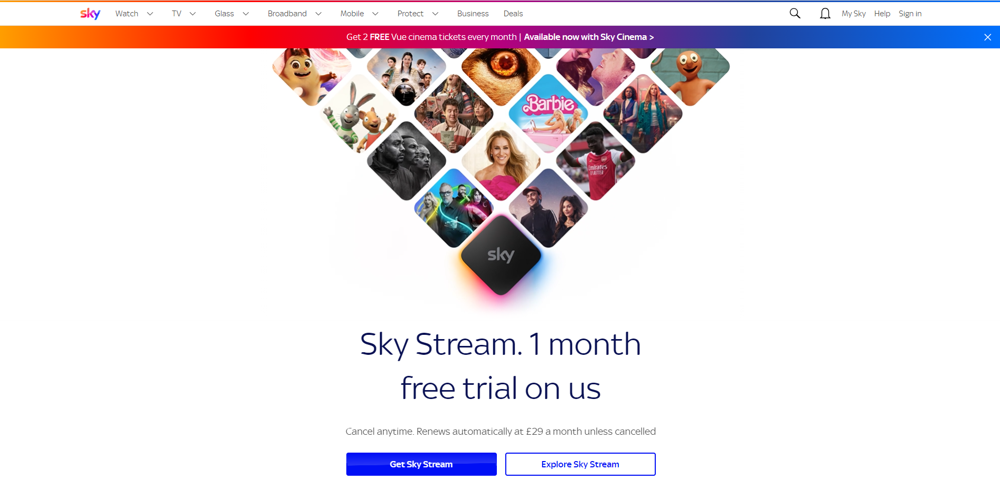 sky Watch TV Glass Broadband Mobile Protect Business Deals My Sky Help Sign in
Get 2 FREE Vue cinema tickets every month | Available now with Sky Cinema >
Barbie
Emirates
FLY BETTER
sky
Sky Stream. 1 month
free trial on us
Cancel anytime. Renews automatically at £29 a month unless cancelled
Get Sky Stream
Explore Sky Stream